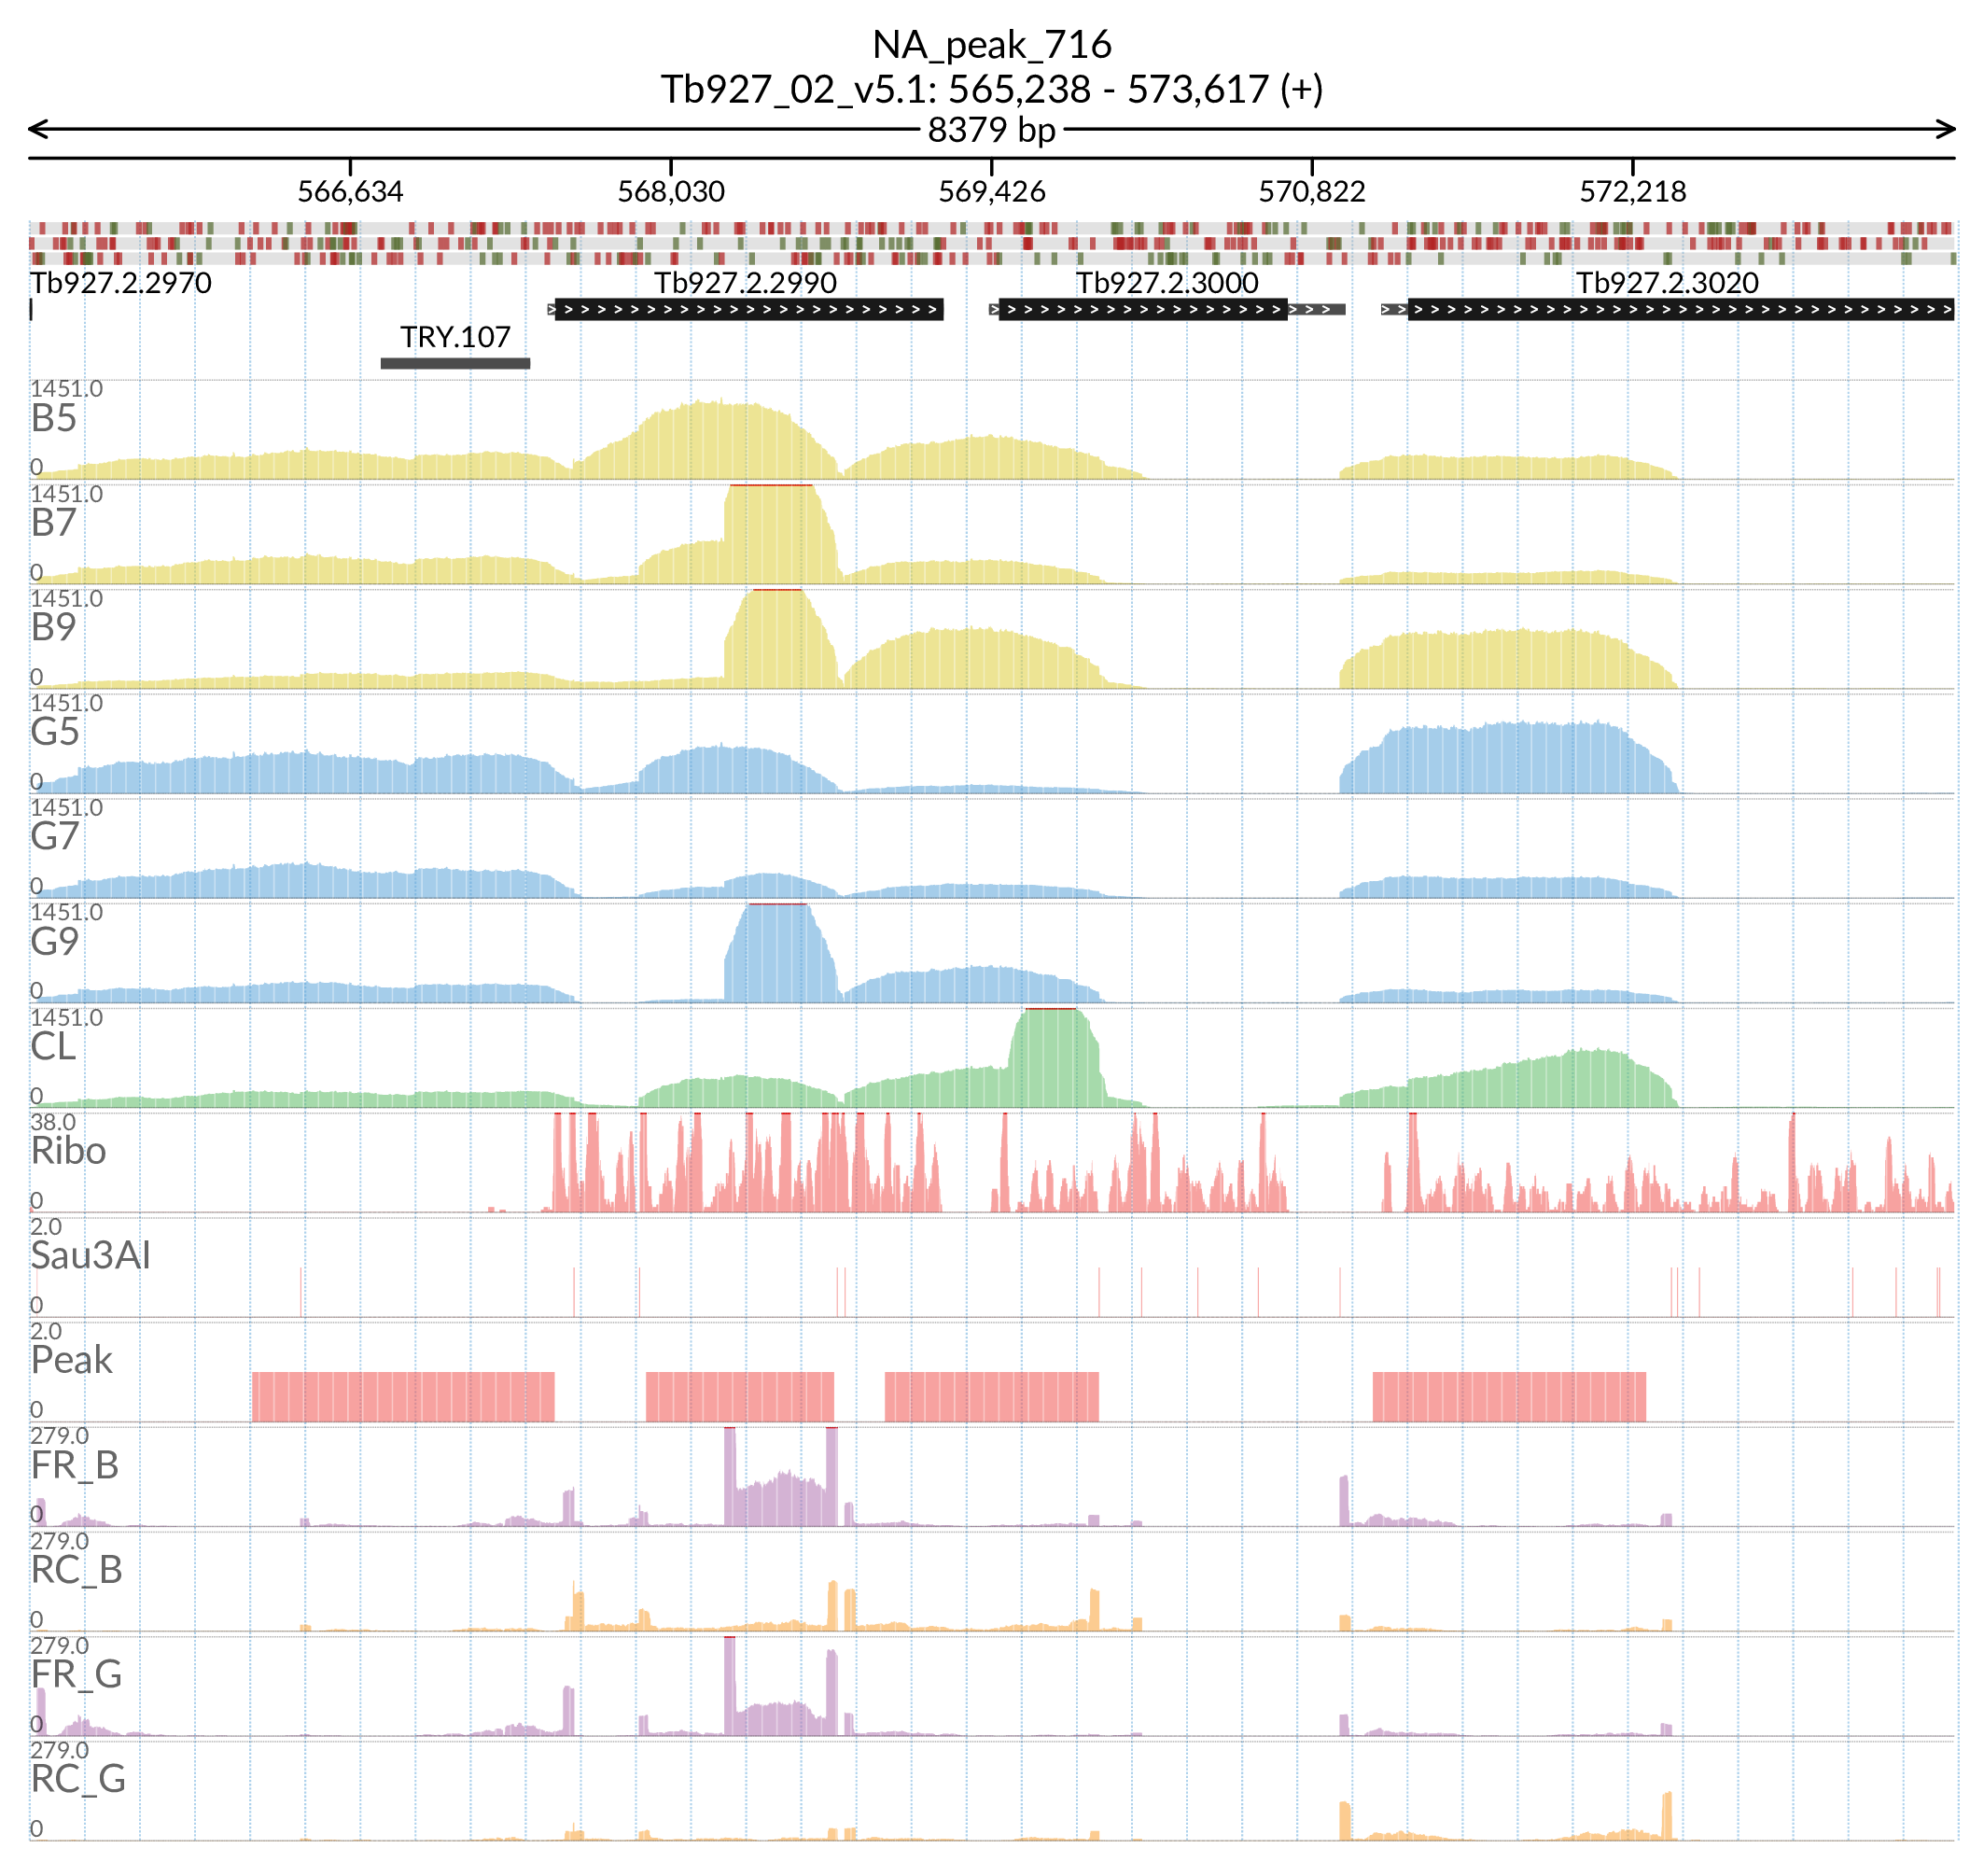 NA_peak_716
Tb927_02_v5.1: 565,238 - 573,617 (+)
8379 bp
566,634 568,030 569,426 570,822 572,218
Tb927.2.2970 Tb927.2.2990 Tb927.2.3000 Tb927.2.3020
TRY.107
1451.0
B5
0
1451.0
B7
0
1451.0
B9
0
1451.0
G5
0
1451.0
G7
0
1451.0
G9
0
1451.0
CL
0
38.0
Ribo
0
2.0
Sau3AI
0
2.0
Peak
0
279.0
FR_B
0
279.0
RC_B
0
279.0
FR_G
0
279.0
RC_G
0